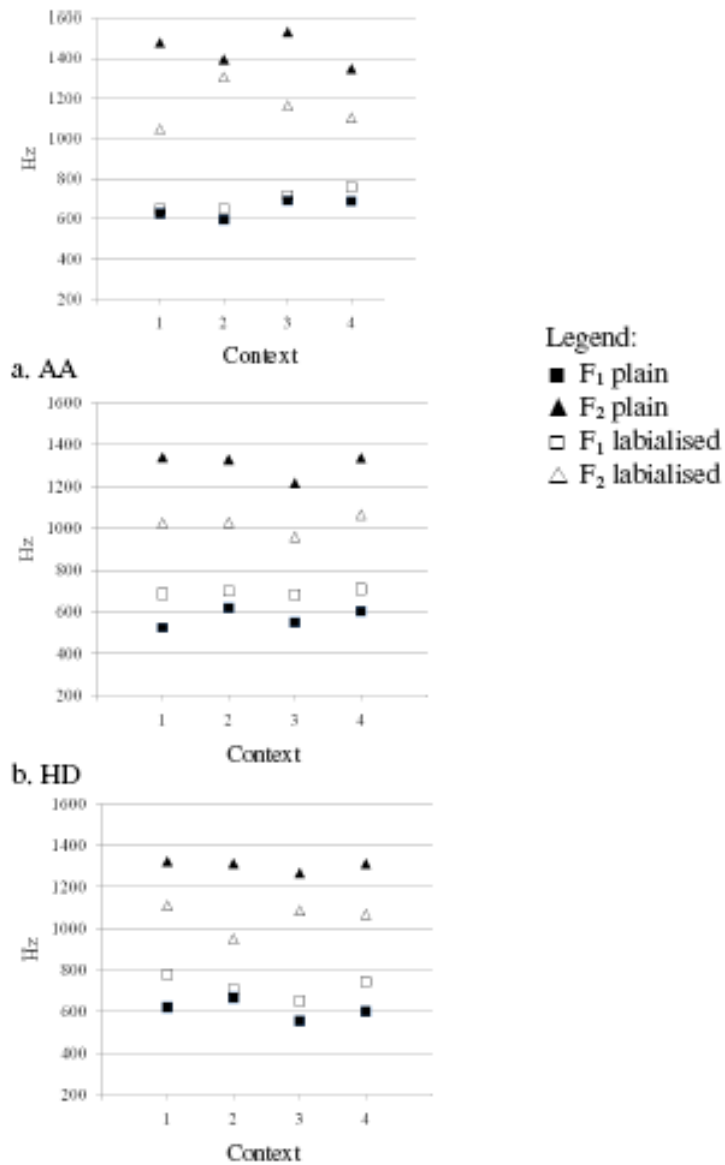 1600
1400
1200
1000
800
600
400
200
Hz
1 2 3 4
Context
a. AA
Legend:
■ F₁ plain
▲ F₂ plain
□ F₁ labialised
△ F₂ labialised
1600
1400
1200
1000
800
600
400
200
Hz
1 2 3 4
Context
b. HD
1600
1400
1200
1000
800
600
400
200
Hz
1 2 3 4
Context